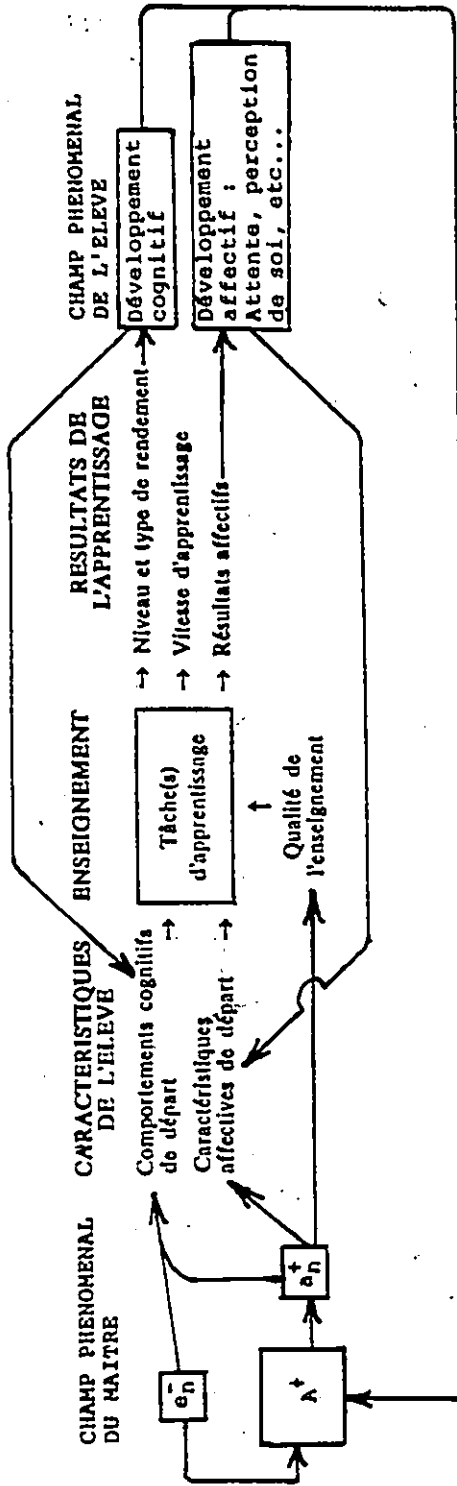 CHAMP PHENOMENAL
DU MAITRE
e⁻ₙ
A⁺
a⁺ₙ
CARACTERISTIQUES
DE L'ELEVE
Comportements cognitifs
de départ
Caractéristiques
affectives de départ
ENSEIGNEMENT
Tâche(s)
d'apprentissage
Qualité de
l'enseignement
RESULTATS DE
L'APPRENTISSAGE
Niveau et type de rendement
Vitesse d'apprentissage
Résultats affectifs
CHAMP PHENOMENAL
DE L'ELEVE
Développement
cognitif
Développement
affectif :
Attente, perception
de soi, etc...